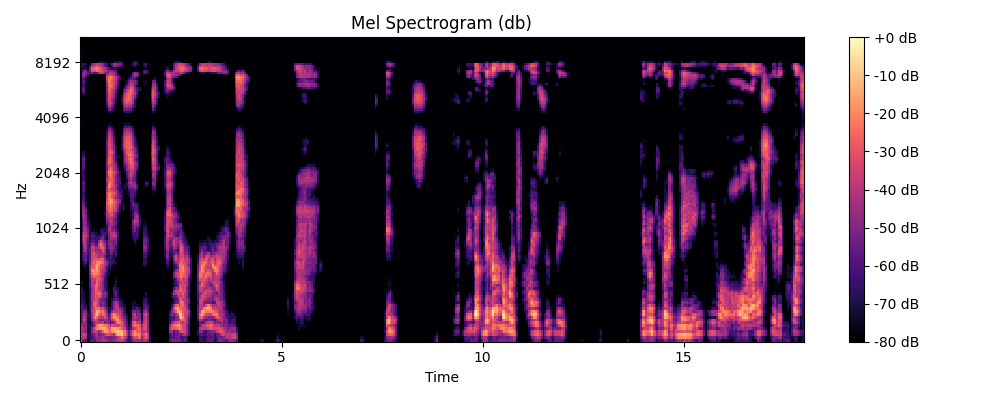 Mel Spectrogram (db)
8192
4096
2048
1024
512
0
Hz
0 5 10 15
Time
+0 dB
-10 dB
-20 dB
-30 dB
-40 dB
-50 dB
-60 dB
-70 dB
-80 dB